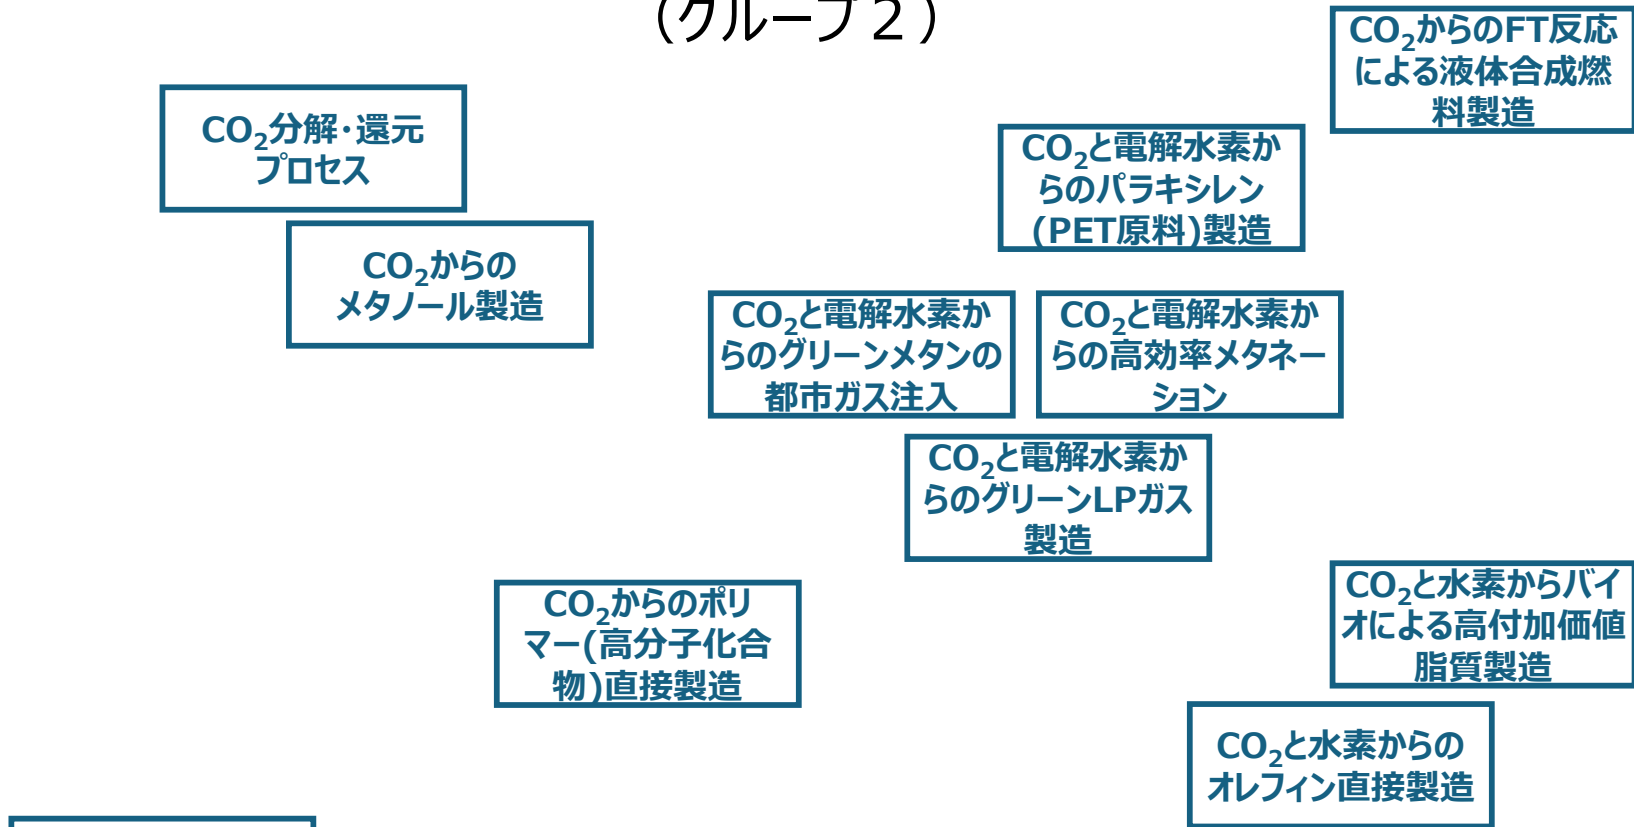 (グループ2)
CO₂からのFT反応
による液体合成燃
料製造
CO₂分解・還元
プロセス
CO₂と電解水素か
らのパラキシレン
(PET原料)製造
CO₂からの
メタノール製造
CO₂と電解水素か
らのグリーンメタンの
都市ガス注入
CO₂と電解水素か
らの高効率メタネー
ション
CO₂と電解水素か
らのグリーンLPガス
製造
CO₂からのポリ
マー(高分子化合
物)直接製造
CO₂と水素からバイ
オによる高付加価値
脂質製造
CO₂と水素からの
オレフィン直接製造